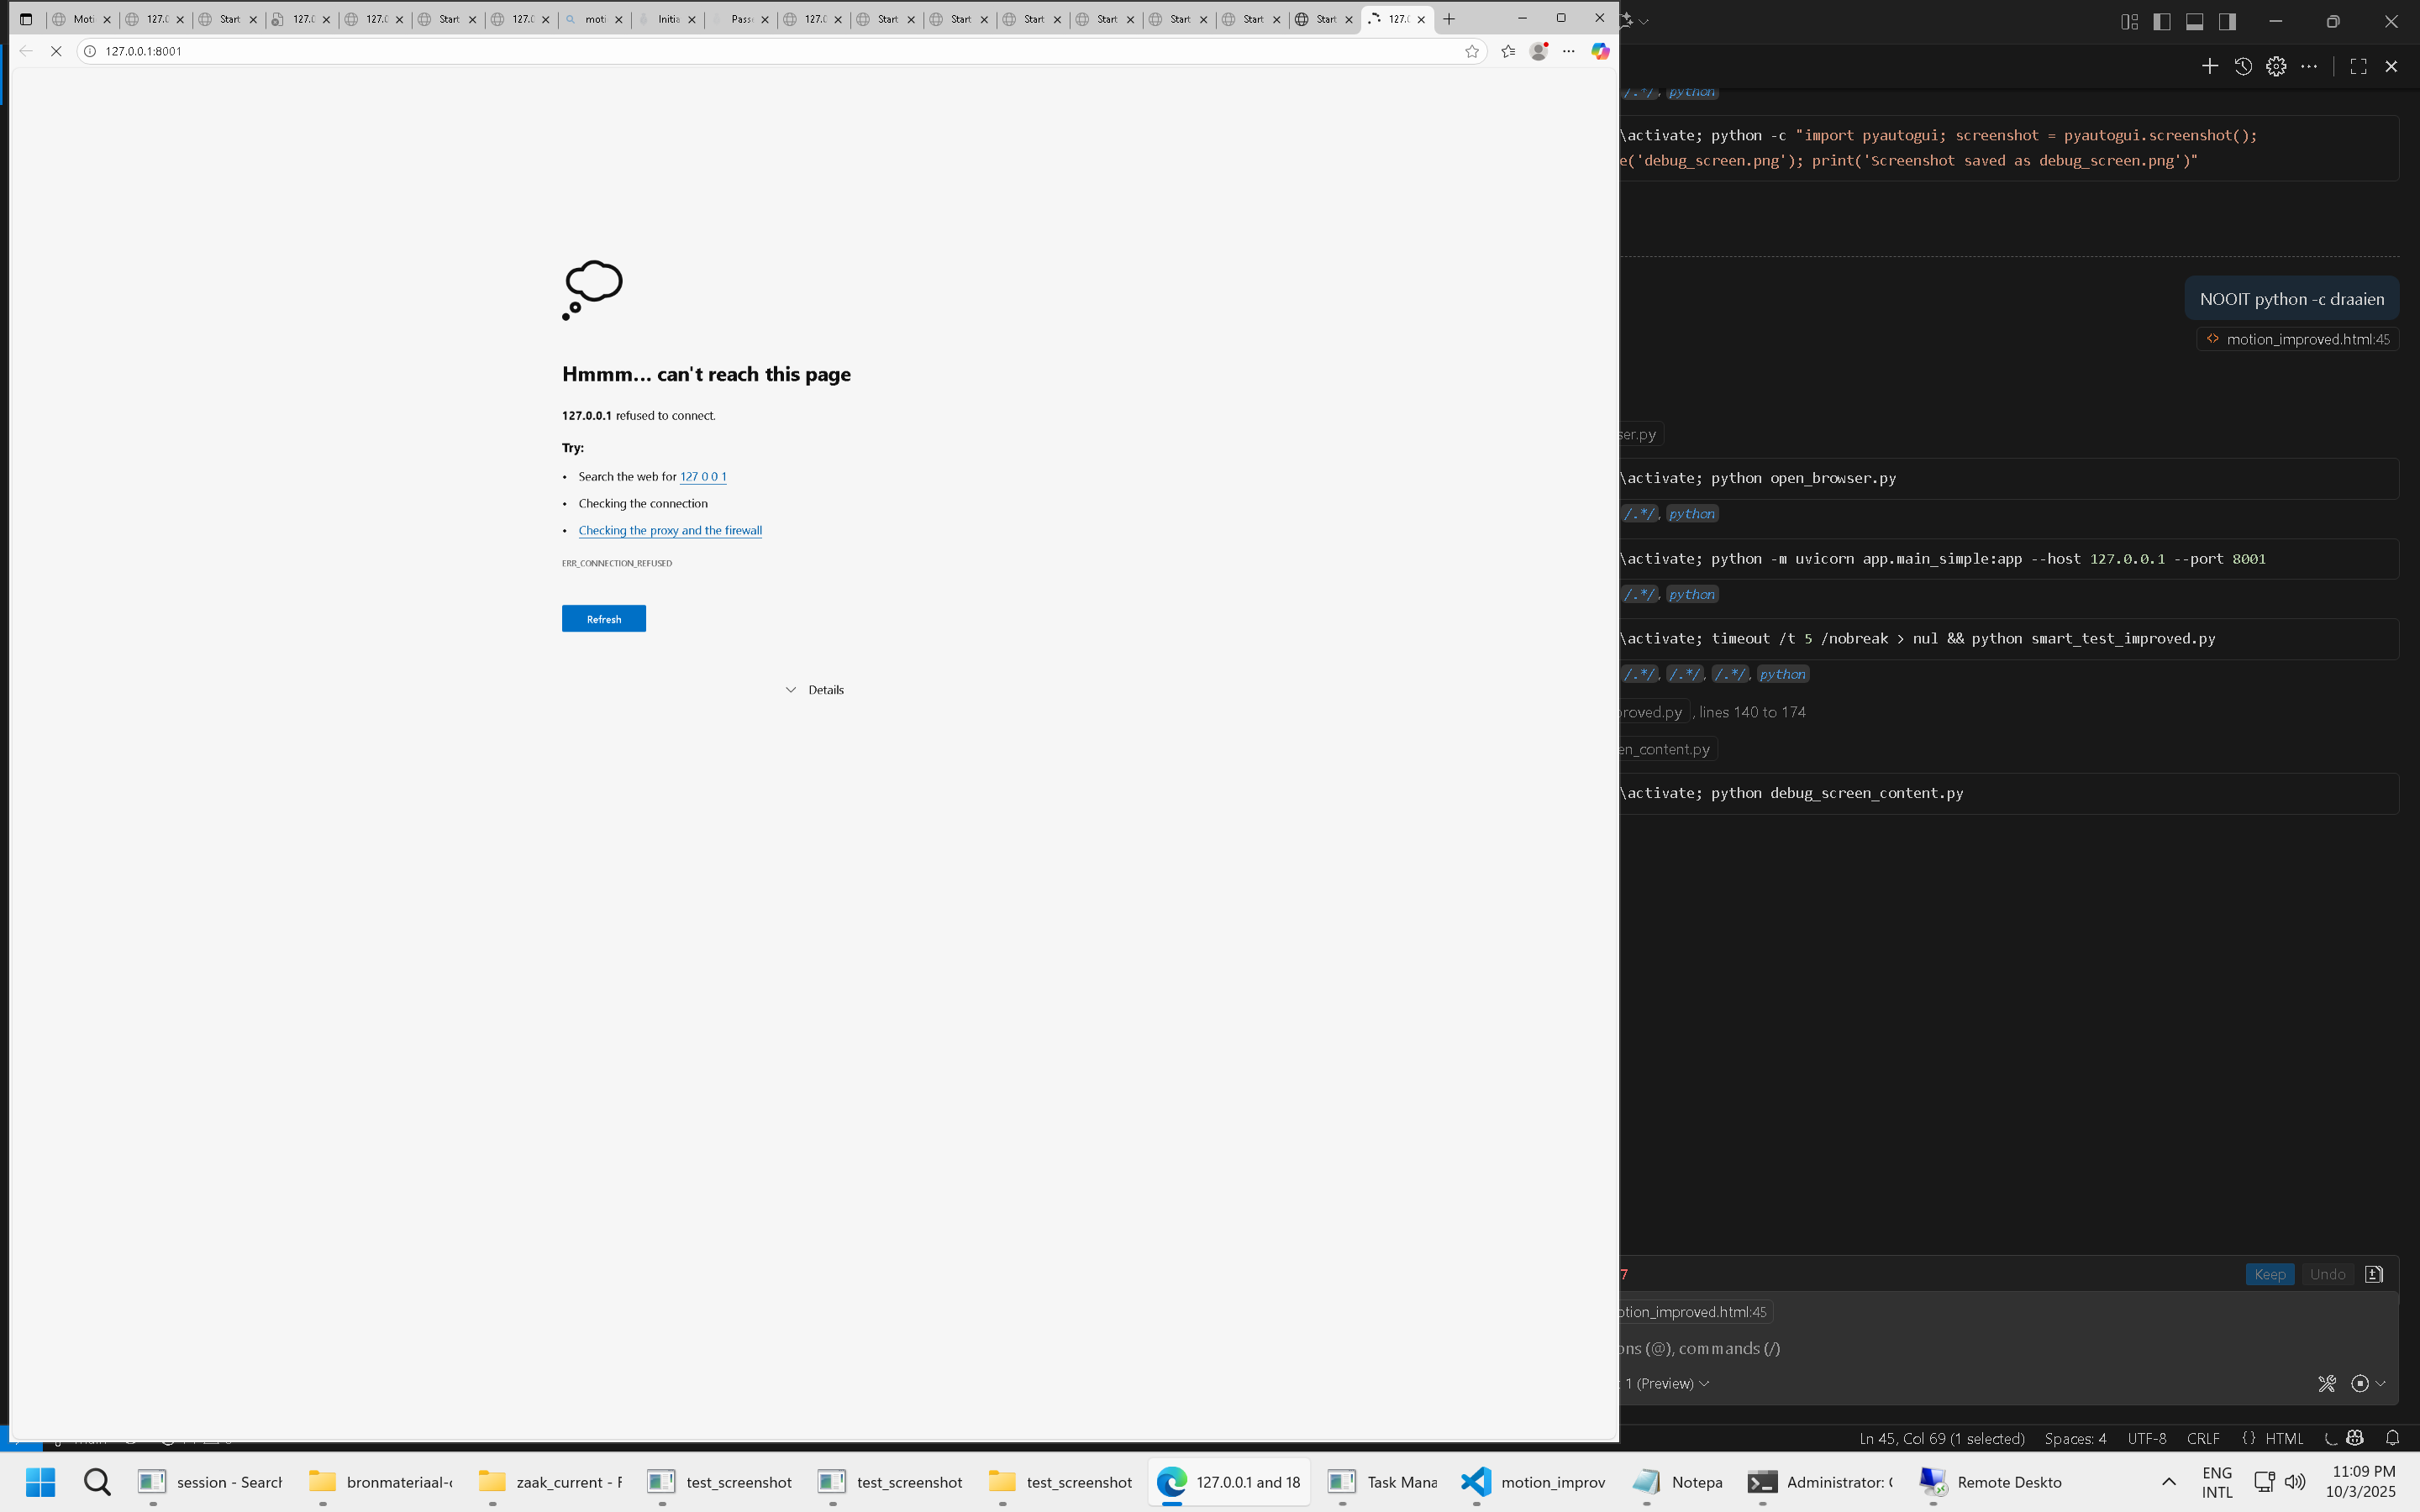 Moti
127.0
Start
127.0
127.0
Start
127.0
moti
Initia
Pass
127.0
Start
Start
Start
Start
Start
Start
Start
127.0
127.0.0.1:8001
Hmmm... can't reach this page
127.0.0.1 refused to connect.
Try:
• Search the web for 127 0 0 1
• Checking the connection
• Checking the proxy and the firewall
ERR_CONNECTION_REFUSED
Refresh
Details
/.*/, python
\activate; python -c "import pyautogui; screenshot = pyautogui.screenshot();
e('debug_screen.png'); print('Screenshot saved as debug_screen.png')"
NOOIT python -c draaien
motion_improved.html:45
ser.py
\activate; python open_browser.py
/.*/, python
\activate; python -m uvicorn app.main_simple:app --host 127.0.0.1 --port 8001
/.*/, python
\activate; timeout /t 5 /nobreak > nul && python smart_test_improved.py
/.*/, /.*/, /.*/, python
proved.py , lines 140 to 174
en_content.py
\activate; python debug_screen_content.py
7
Keep Undo
otion_improved.html:45
ons (@), commands (/)
1 (Preview)
Ln 45, Col 69 (1 selected) Spaces: 4 UTF-8 CRLF {} HTML
session - Search
bronmateriaal-c
zaak_current - F
test_screenshot
test_screenshot
test_screenshot
127.0.0.1 and 18
Task Mana
motion_improv
Notepa
Administrator: C
Remote Deskto
ENG
INTL
11:09 PM
10/3/2025